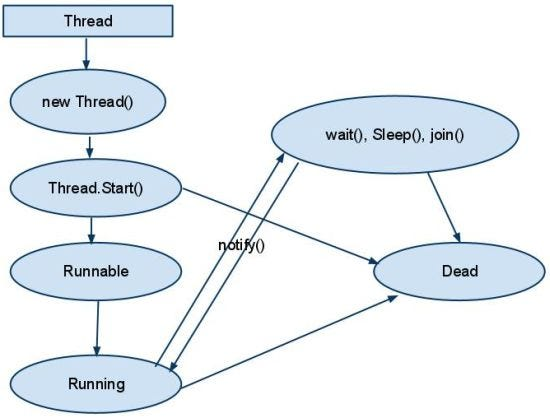 Thread
new Thread()
wait(), Sleep(), join()
Thread.Start()
notify()
Runnable
Dead
Running